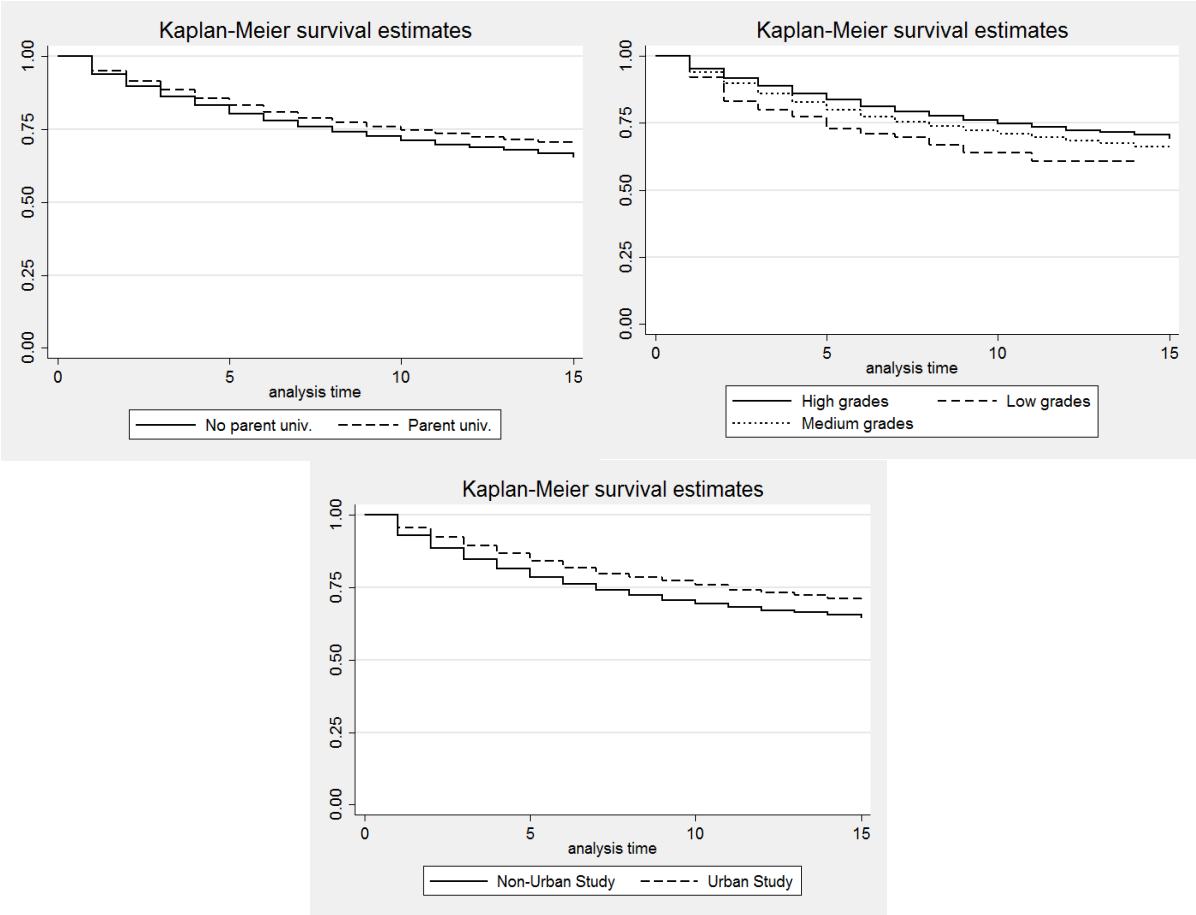 Kaplan-Meier survival estimates
1.00
0.75
0.50
0.25
0.00
0 5 10 15
analysis time
No parent univ. Parent univ.
Kaplan-Meier survival estimates
1.00
0.75
0.50
0.25
0.00
0 5 10 15
analysis time
High grades Low grades
Medium grades
Kaplan-Meier survival estimates
1.00
0.75
0.50
0.25
0.00
0 5 10 15
analysis time
Non-Urban Study Urban Study